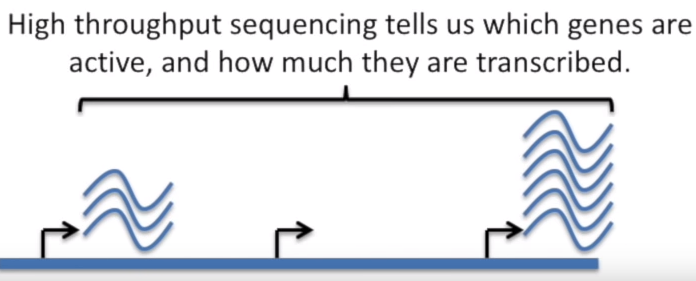 High throughput sequencing tells us which genes are
active, and how much they are transcribed.